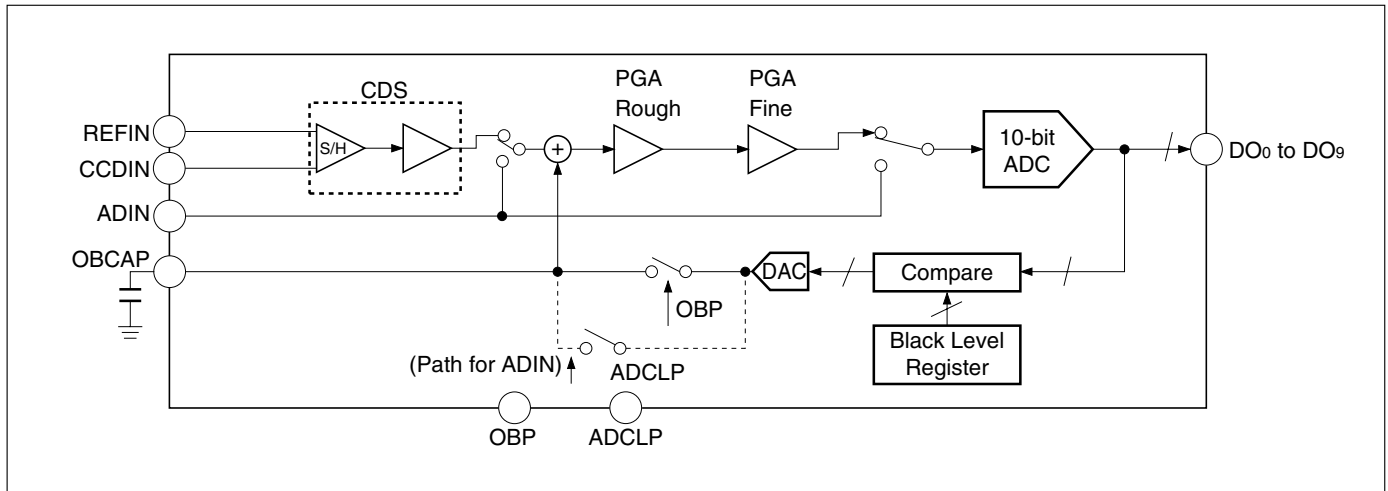 CDS
PGA
Rough
PGA
Fine
REFIN
S/H
10-bit
ADC
DO0 to DO9
CCDIN
ADIN
OBCAP
DAC
Compare
OBP
Black Level
Register
(Path for ADIN)
ADCLP
OBP
ADCLP